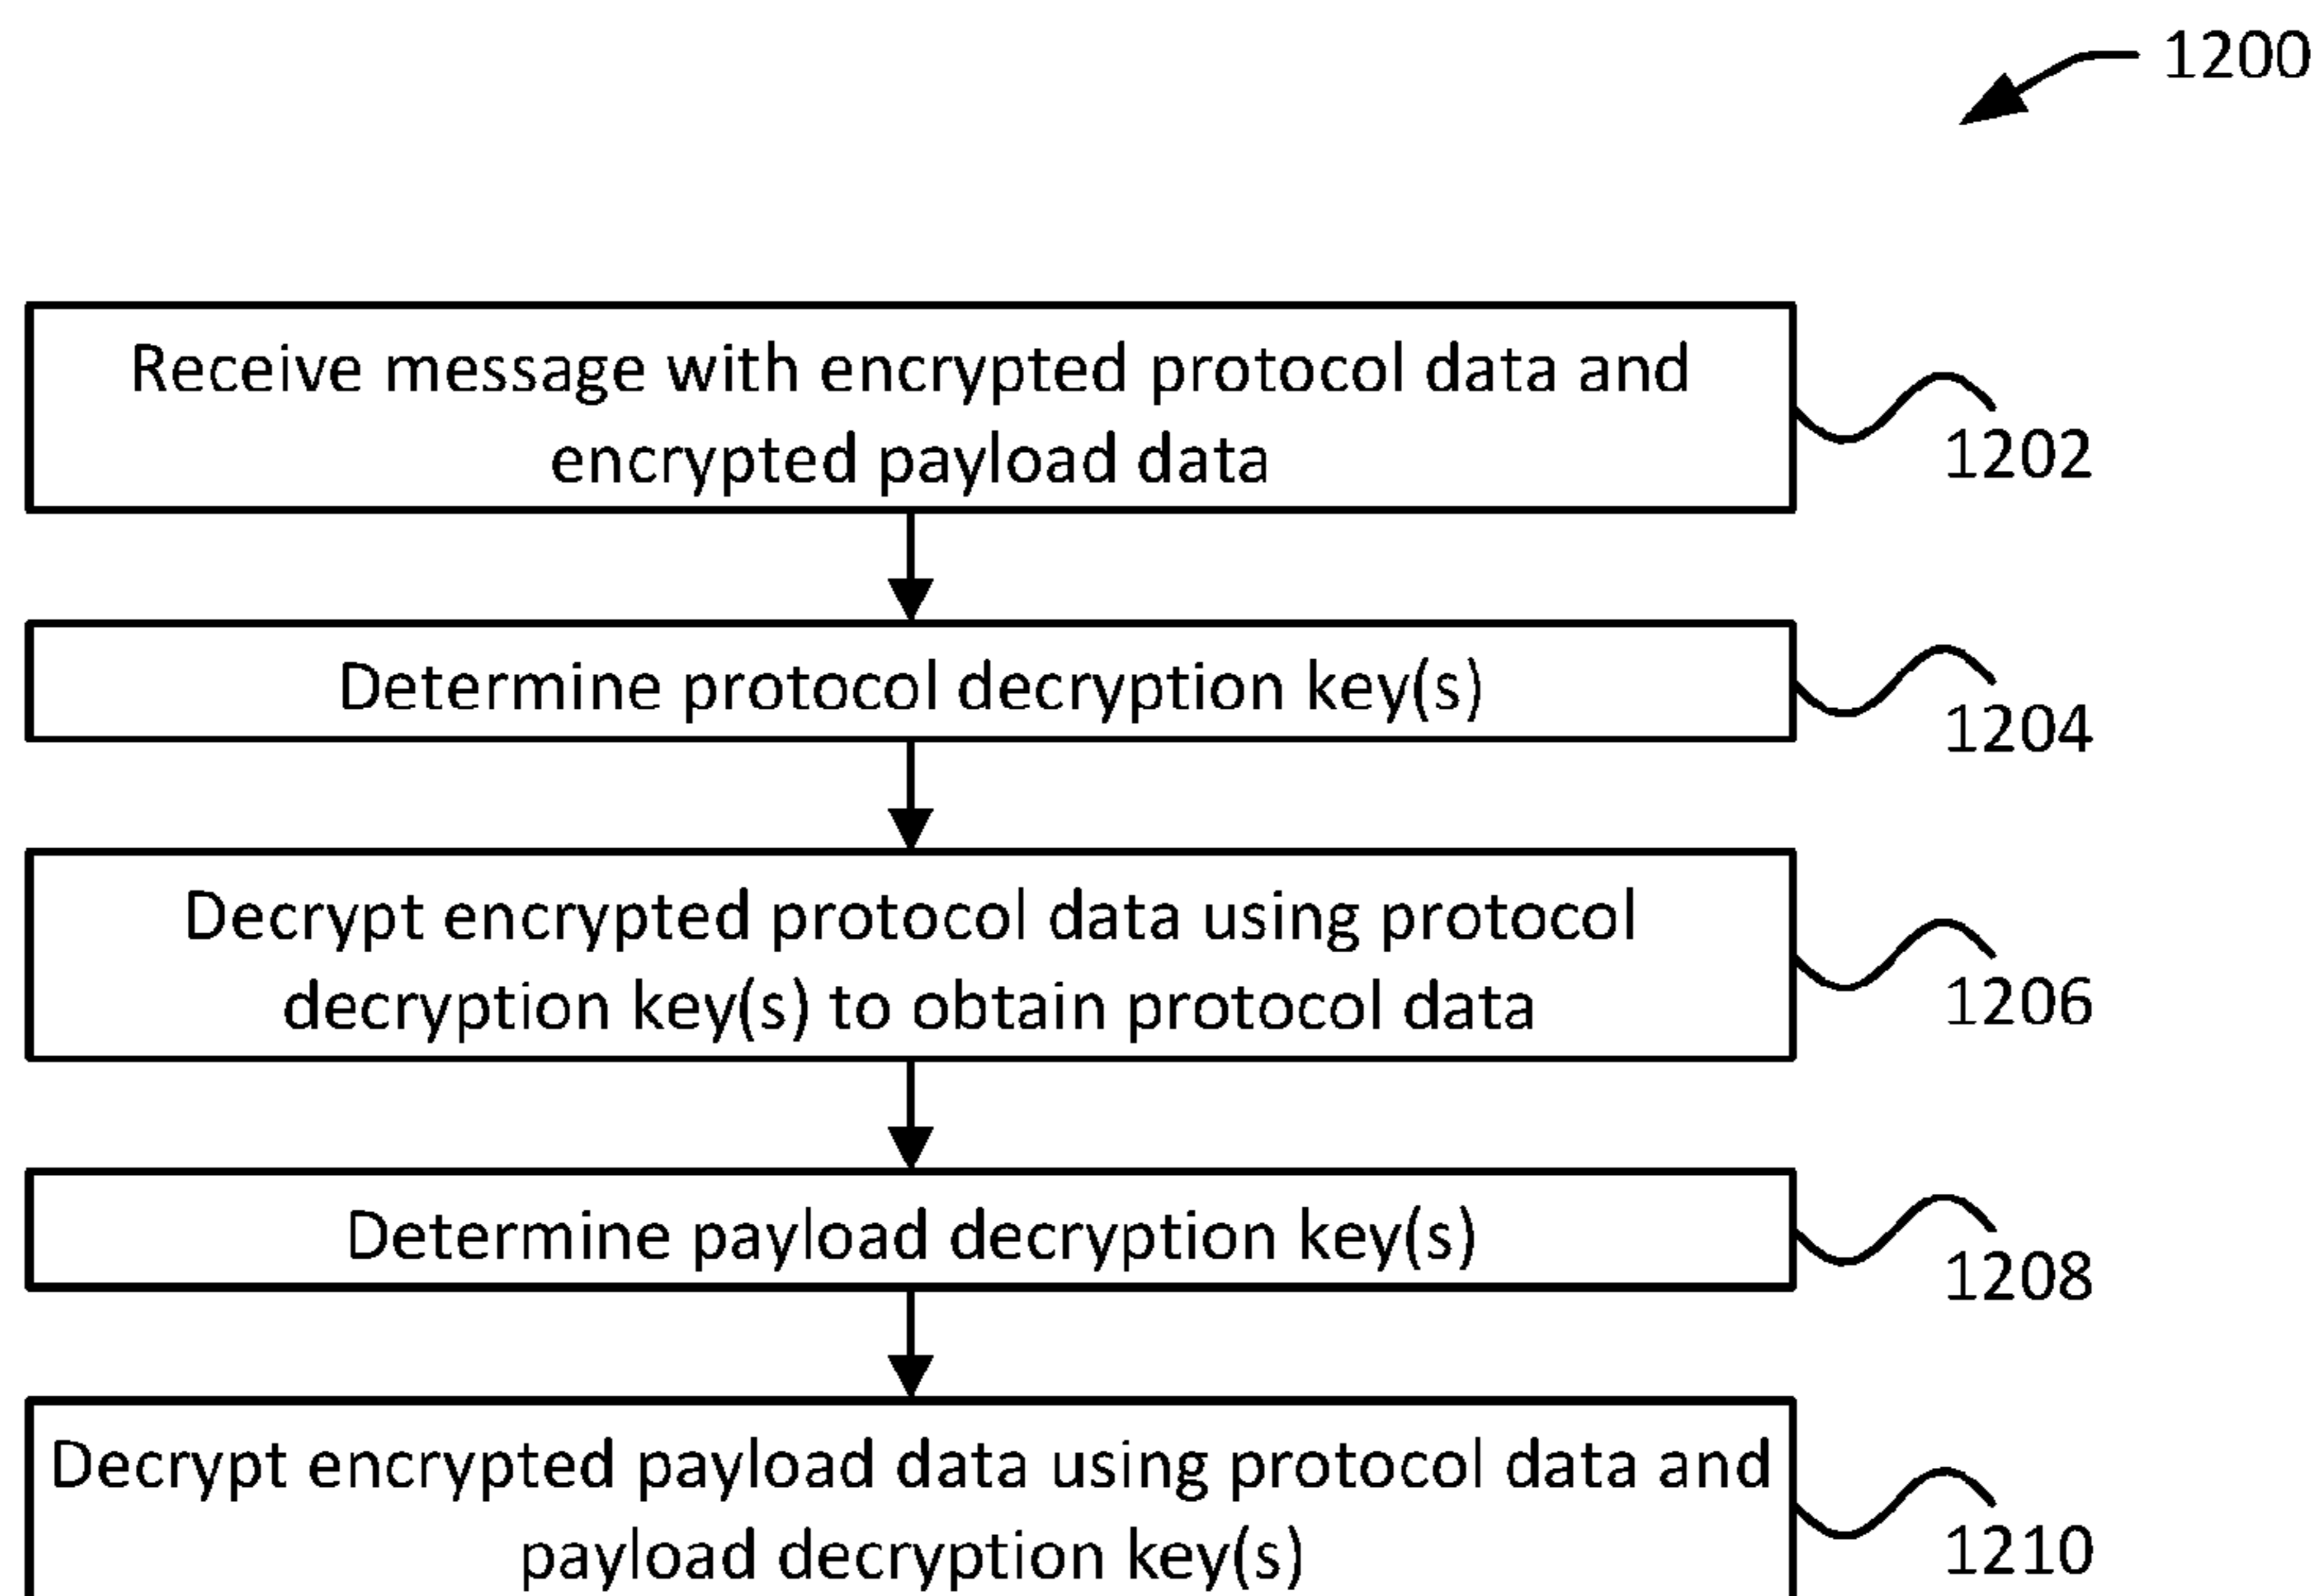 1200
Receive message with encrypted protocol data and
encrypted payload data
1202
Determine protocol decryption key(s)
1204
Decrypt encrypted protocol data using protocol
decryption key(s) to obtain protocol data
1206
Determine payload decryption key(s)
1208
Decrypt encrypted payload data using protocol data and
payload decryption key(s)
1210